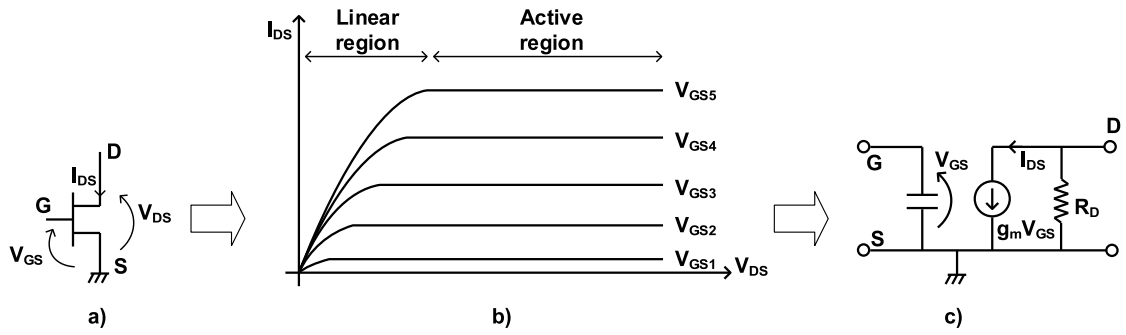 D
I_DS
G
V_DS
V_GS
S
a)
I_DS
Linear region
Active region
V_GS5
V_GS4
V_GS3
V_GS2
V_GS1
V_DS
b)
D
G
V_GS
I_DS
R_D
S
g_mV_GS
c)